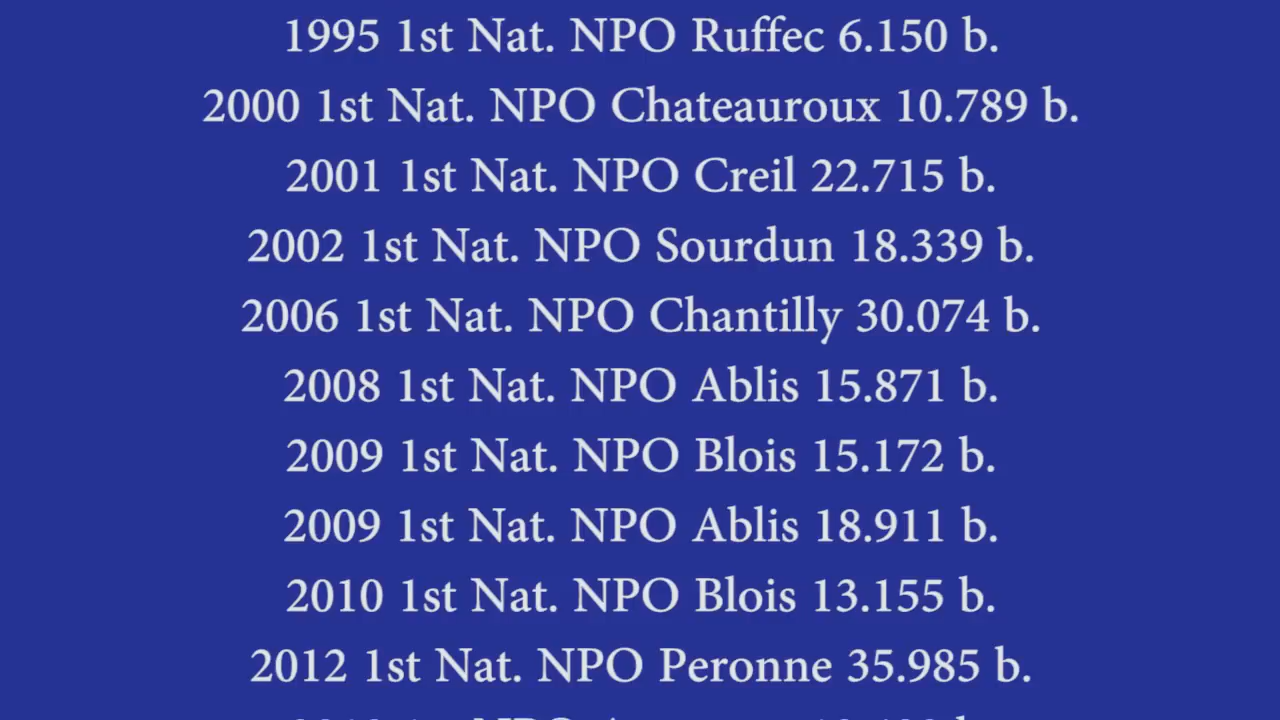 1995 1st Nat. NPO Ruffec 6.150 b.
2000 1st Nat. NPO Chateauroux 10.789 b.
2001 1st Nat. NPO Creil 22.715 b.
2002 1st Nat. NPO Sourdun 18.339 b.
2006 1st Nat. NPO Chantilly 30.074 b.
2008 1st Nat. NPO Ablis 15.871 b.
2009 1st Nat. NPO Blois 15.172 b.
2009 1st Nat. NPO Ablis 18.911 b.
2010 1st Nat. NPO Blois 13.155 b.
2012 1st Nat. NPO Peronne 35.985 b.